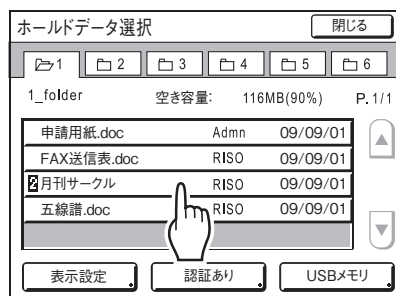 ホールドデータ選択 閉じる
1 2 3 4 5 6
1_folder 空き容量: 116MB(90%) P.1/1
申請用紙.doc Admn 09/09/01
FAX送信表.doc RISO 09/09/01
2月刊サークル RISO 09/09/01
五線譜.doc RISO 09/09/01
表示設定 認証あり USBメモリ